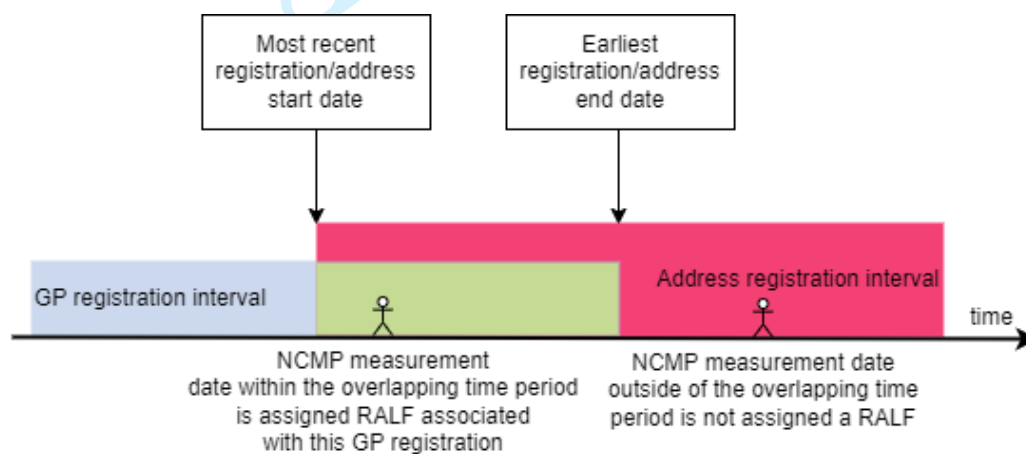 Most recent
registration/address
start date
Earliest
registration/address
end date
GP registration interval
Address registration interval
time
NCMP measurement
date within the overlapping time period
is assigned RALF associated
with this GP registration
NCMP measurement date
outside of the overlapping time
period is not assigned a RALF